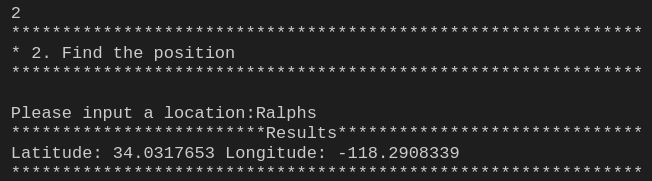 2
**************************************************************
* 2. Find the position
**************************************************************
Please input a location:Ralphs
*************************Results******************************
Latitude: 34.0317653 Longitude: -118.2908339
**************************************************************